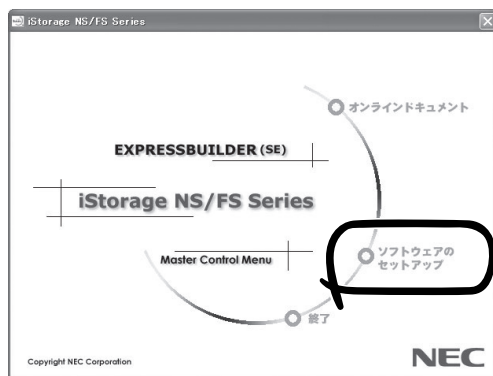 iStorage NS/FS Series
オンラインドキュメント
EXPRESSBUILDER (SE)
iStorage NS/FS Series
ソフトウェアの
セットアップ
Master Control Menu
終了
Copyright NEC Corporation
NEC